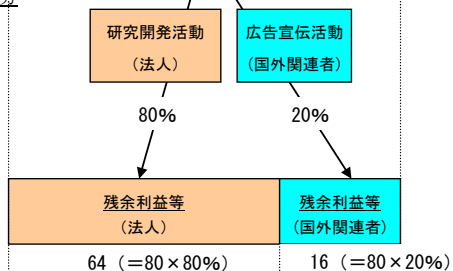 研究開発活動
（法人）
広告宣伝活動
（国外関連者）
80%
20%
残余利益等
（法人）
残余利益等
（国外関連者）
64（＝80×80%）
16（＝80×20%）